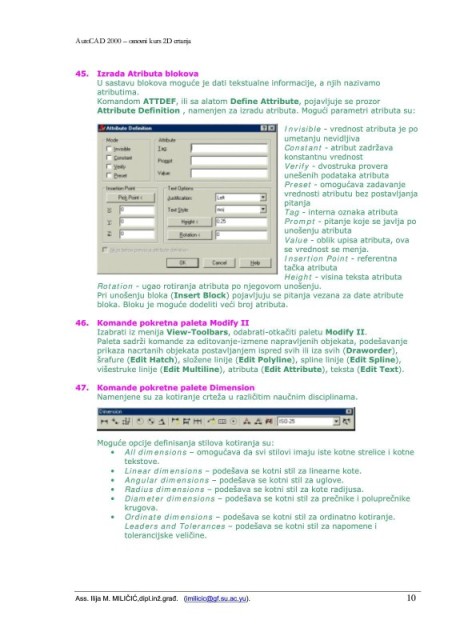 AutoCAD 2000 – osnovni kurs 2D crtanja
45. Izrada Atributa blokova
U sastavu blokova moguće je dati tekstualne informacije, a njih nazivamo
atributima.
Komandom ATTDEF, ili sa alatom Define Attribute, pojavljuje se prozor
Attribute Definition , namenjen za izradu atributa. Mogući parametri atributa su:
Attribute Definition
Mode
Invisible
Constant
Verify
Preset
Attribute
Tag:
Prompt:
Value:
Insertion Point
Pick Point <
X: 0
Y: 0
Z: 0
Text Options
Justification: Left
Text Style:
Height < 0.25
Rotation < 0
OK Cancel Help
Invisible - vrednost atributa je po
umetanju nevidljiva
Constant - atribut zadržava
konstantnu vrednost
Verify - dvostruka provera
unešenih podataka atributa
Preset - omogućava zadavanje
vrednosti atributu bez postavljanja
pitanja
Tag - interna oznaka atributa
Prompt - pitanje koje se javlja po
unošenju atributa
Value - oblik upisa atributa, ova
se vrednost se menja.
Insertion Point - referentna
tačka atributa
Height - visina teksta atributa
Rotation - ugao rotiranja atributa po njegovom unošenju.
Pri unošenju bloka (Insert Block) pojavljuju se pitanja vezana za date atribute
bloka. Bloku je moguće dodeliti veći broj atributa.
46. Komande pokretna paleta Modify II
Izabrati iz menija View-Toolbars, odabrati-otkačiti paletu Modify II.
Paleta sadrži komande za editovanje-izmene napravljenih objekata, podešavanje
prikaza nacrtanih objekata postavljanjem ispred svih ili iza svih (Draworder),
šrafure (Edit Hatch), složene linije (Edit Polyline), spline linije (Edit Spline),
višestruke linije (Edit Multiline), atributa (Edit Attribute), teksta (Edit Text).
47. Komande pokretne palete Dimension
Namenjene su za kotiranje crteža u različitim naučnim disciplinama.
Dimension
ISO-25
Moguće opcije definisanja stilova kotiranja su:
• All dimensions – omogućava da svi stilovi imaju iste kotne strelice i kotne
tekstove.
• Linear dimensions – podešava se kotni stil za linearne kote.
• Angular dimensions – podešava se kotni stil za uglove.
• Radius dimensions – podešava se kotni stil za kote radijusa.
• Diameter dimensions – podešava se kotni stil za prečnike i poluprečnike
krugova.
• Ordinate dimensions – podešava se kotni stil za ordinatno kotiranje.
Leaders and Tolerances – podešava se kotni stil za napomene i
tolerancijske veličine.
Ass. Ilija M. MILIČIĆ,dipl.inž.građ. (imilicic@gf.su.ac.yu). 10